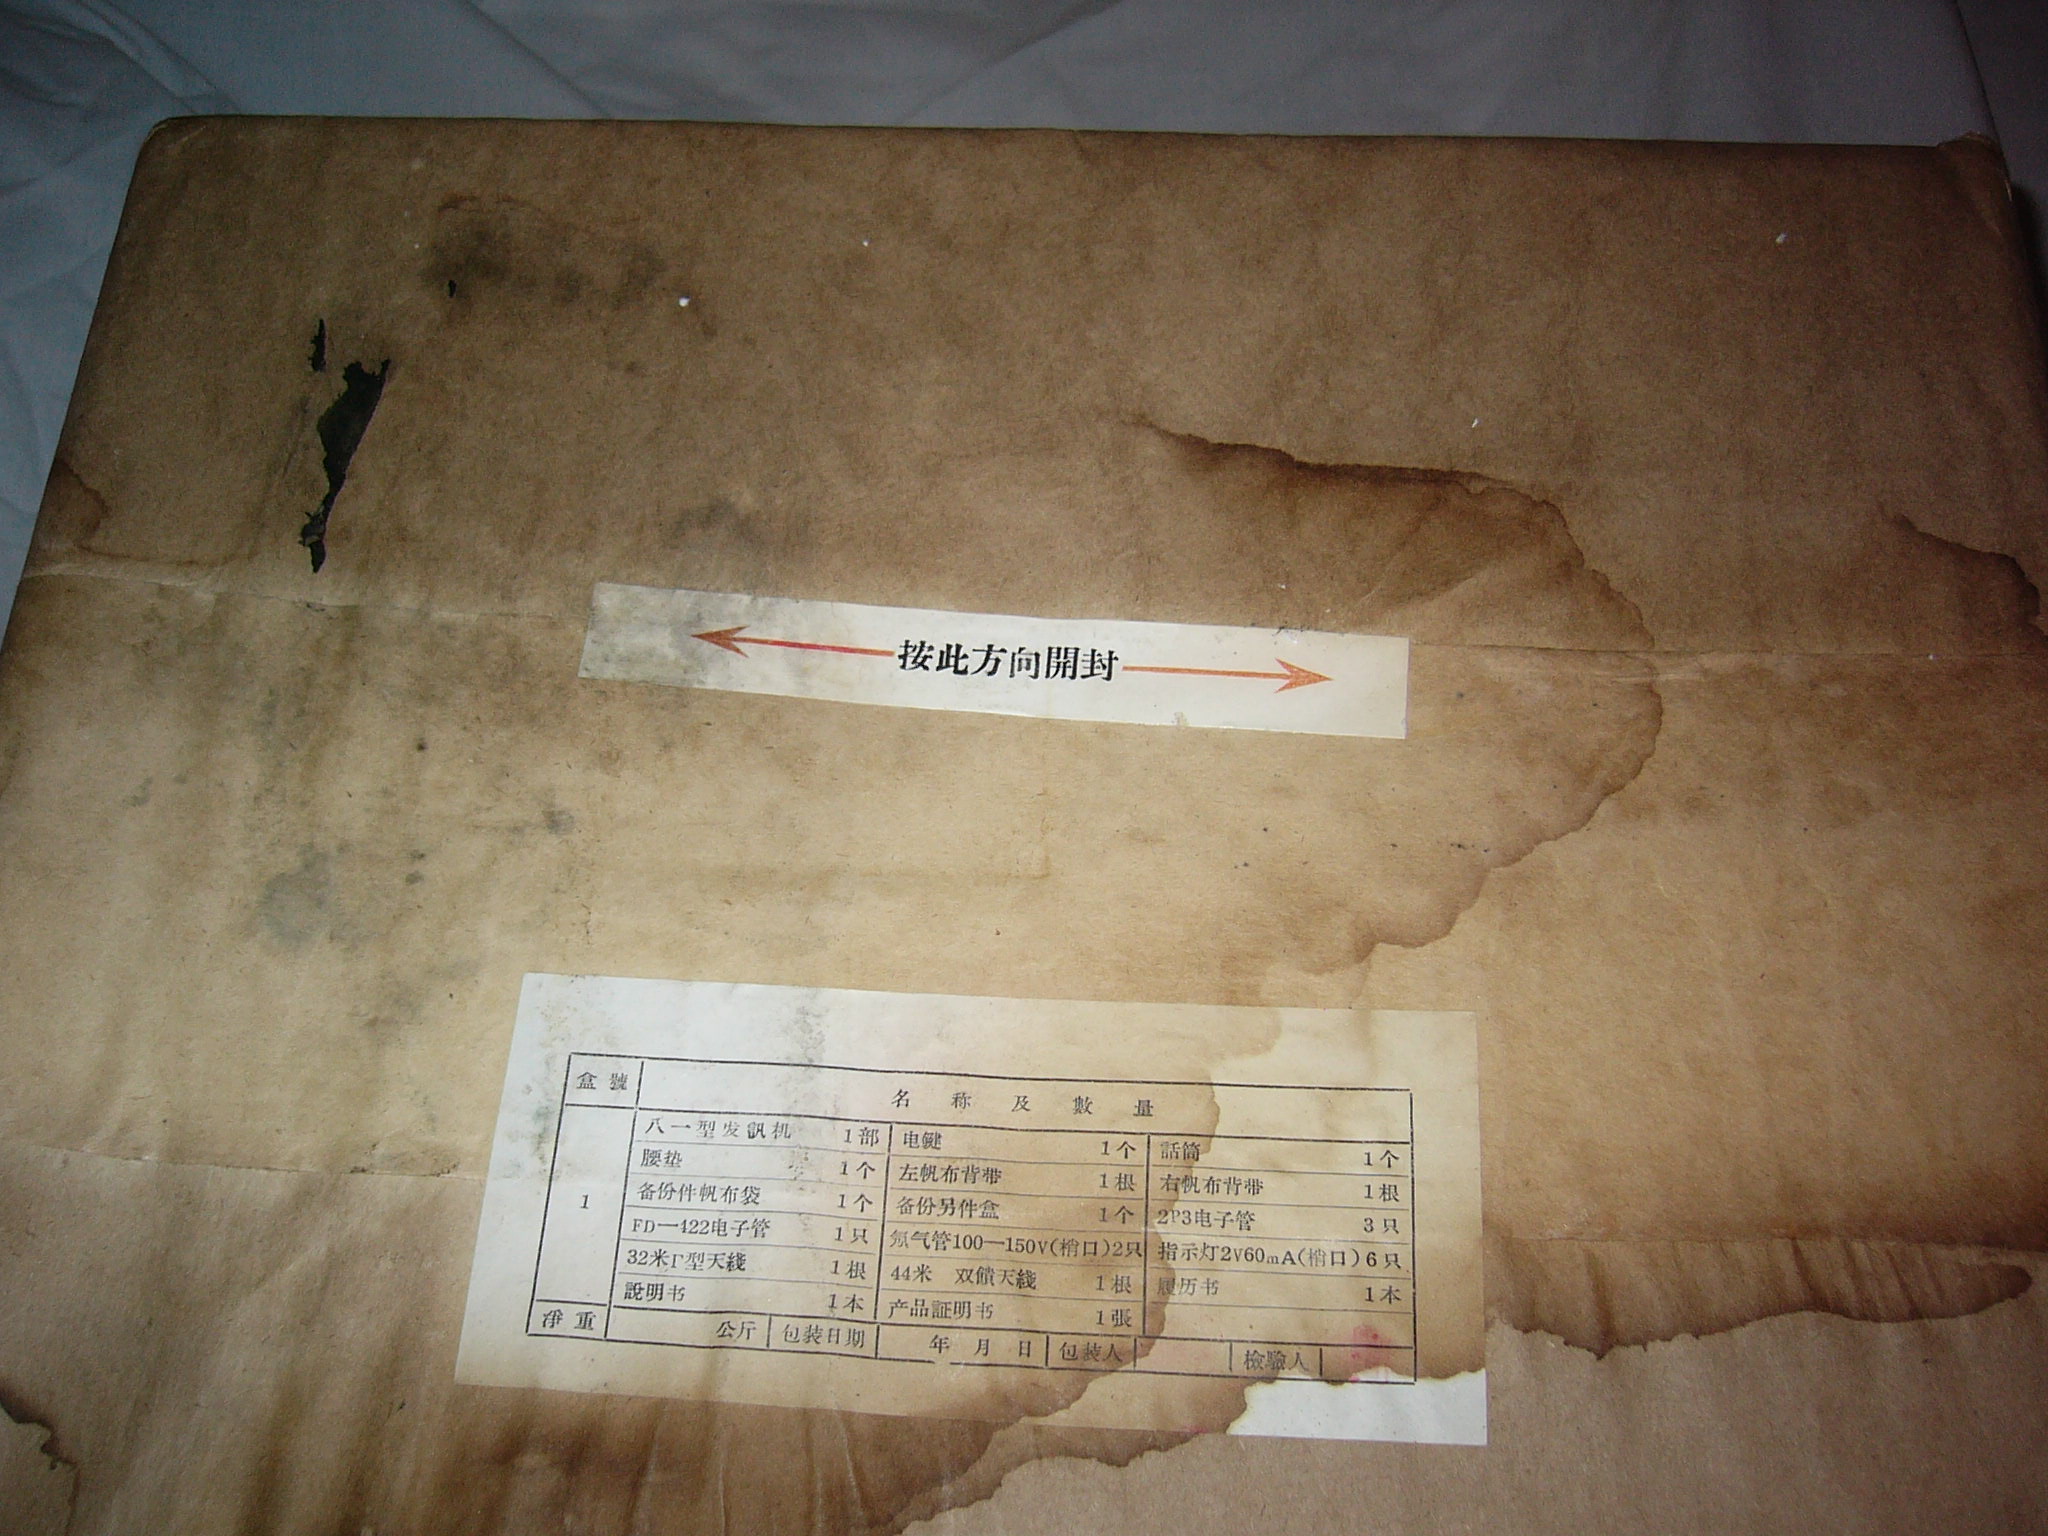 按此方向開封
盒號 名称及數量
1
八一型发訊机 1部 电鍵 1个 話筒 1个
腰垫 1个 左帆布背带 1根 右帆布背带 1根
备份件帆布袋 1个 备份另件盒 1个 2P3电子管 3只
FD—422电子管 1只 氖气管100—150V(梢口)2只 指示灯2V60mA(梢口)6只
32米Γ型天綫 1根 44米 双饋天綫 1根 履历书 1本
說明书 1本 产品証明书 1張
淨重 公斤 包装日期 年 月 日 包装人 檢驗人